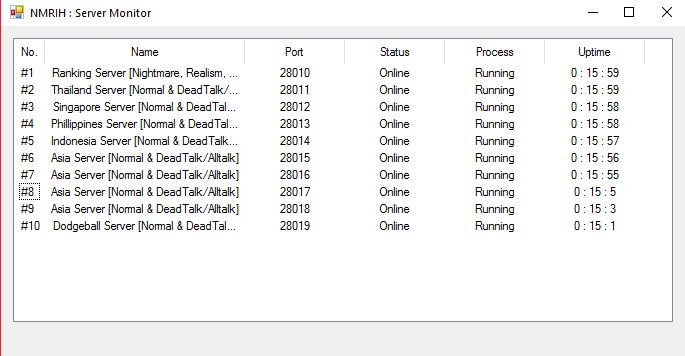 NMRIH : Server Monitor
No. Name Port Status Process Uptime
#1 Ranking Server [Nightmare, Realism, ... 28010 Online Running 0 : 15 : 59
#2 Thailand Server [Normal & DeadTalk/... 28011 Online Running 0 : 15 : 59
#3 Singapore Server [Normal & DeadTal... 28012 Online Running 0 : 15 : 58
#4 Phillippines Server [Normal & DeadTal... 28013 Online Running 0 : 15 : 58
#5 Indonesia Server [Normal & DeadTal... 28014 Online Running 0 : 15 : 57
#6 Asia Server [Normal & DeadTalk/Alltalk] 28015 Online Running 0 : 15 : 56
#7 Asia Server [Normal & DeadTalk/Alltalk] 28016 Online Running 0 : 15 : 55
#8 Asia Server [Normal & DeadTalk/Alltalk] 28017 Online Running 0 : 15 : 5
#9 Asia Server [Normal & DeadTalk/Alltalk] 28018 Online Running 0 : 15 : 3
#10 Dodgeball Server [Normal & DeadTal... 28019 Online Running 0 : 15 : 1